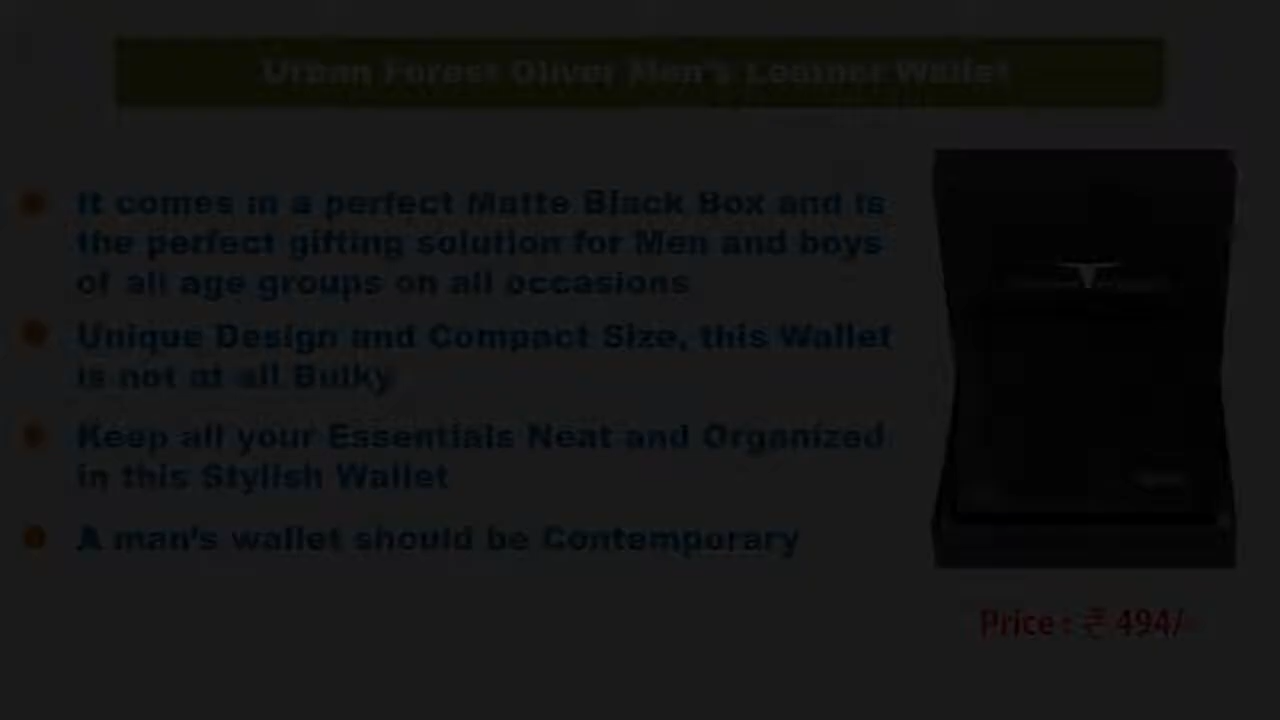 Urban Forest Oliver Men's Leather Wallet
It comes in a perfect Matte Black Box and is
the perfect gifting solution for Men and boys
of all age groups on all occasions
Unique Design and Compact Size, this Wallet
is not at all Bulky
Keep all your Essentials Neat and Organized
in this Stylish Wallet
A man's wallet should be Contemporary
Price : ₹ 494/-